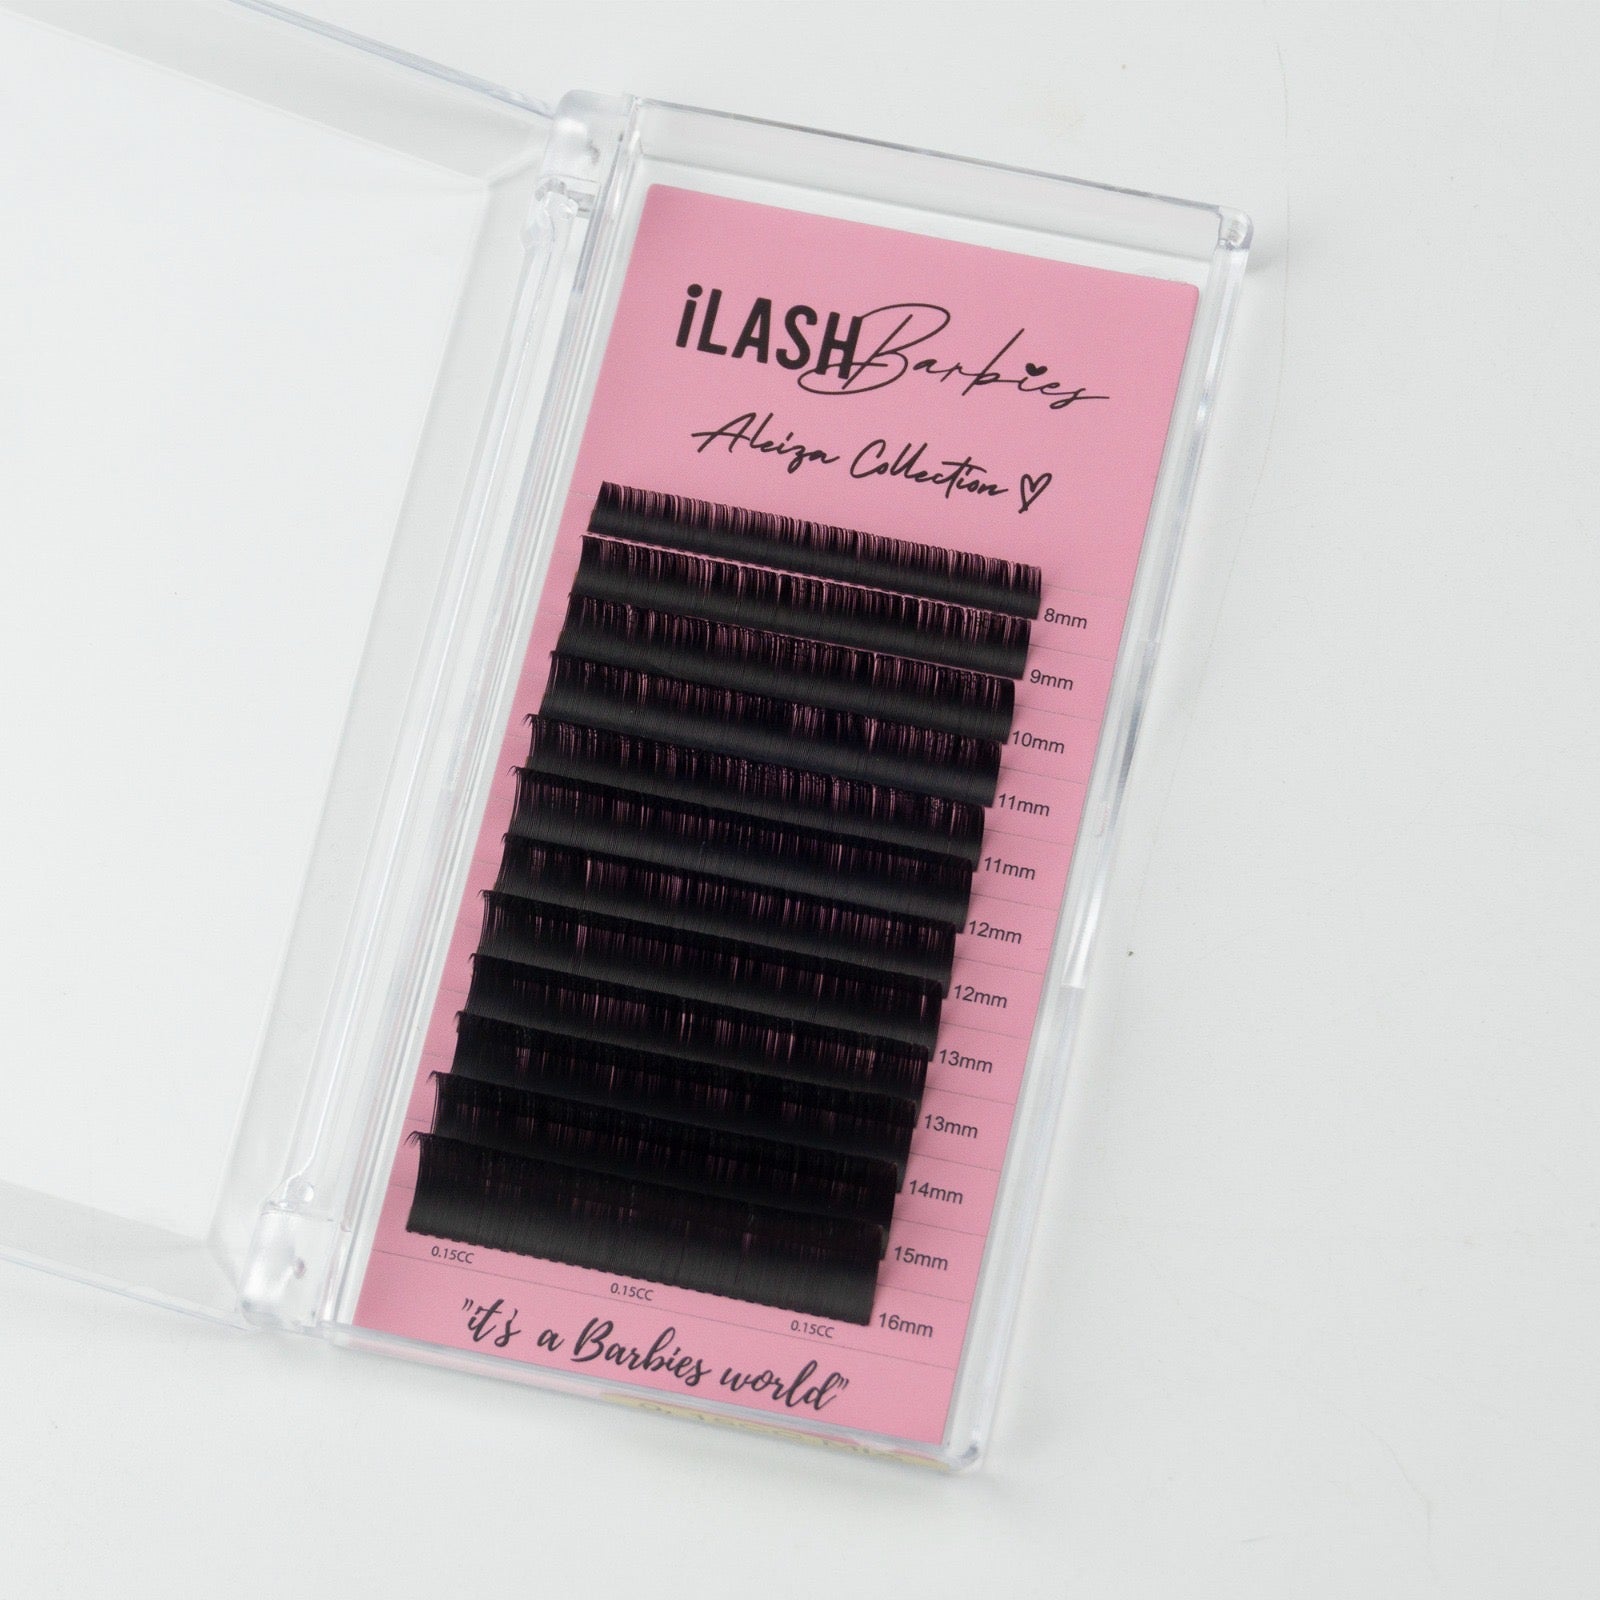 iLASH Barbies
Aleiza Collection
8mm
9mm
10mm
11mm
11mm
12mm
12mm
13mm
13mm
14mm
15mm
16mm
0.15CC
0.15CC
0.15CC
"it's a Barbies world"